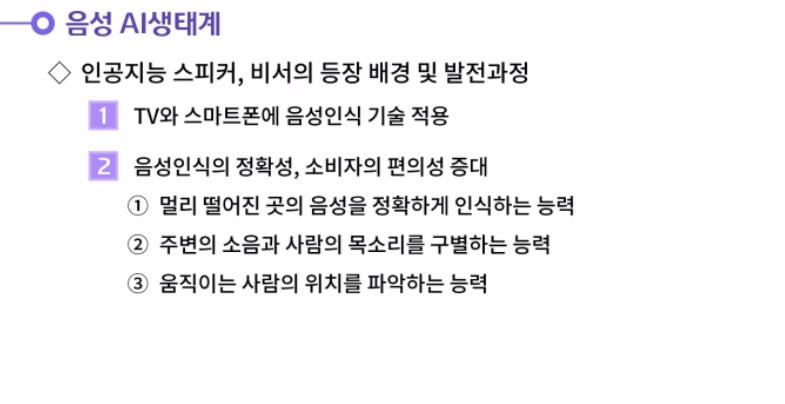 음성 AI생태계
◇ 인공지능 스피커, 비서의 등장 배경 및 발전과정
1 TV와 스마트폰에 음성인식 기술 적용
2 음성인식의 정확성, 소비자의 편의성 증대
① 멀리 떨어진 곳의 음성을 정확하게 인식하는 능력
② 주변의 소음과 사람의 목소리를 구별하는 능력
③ 움직이는 사람의 위치를 파악하는 능력